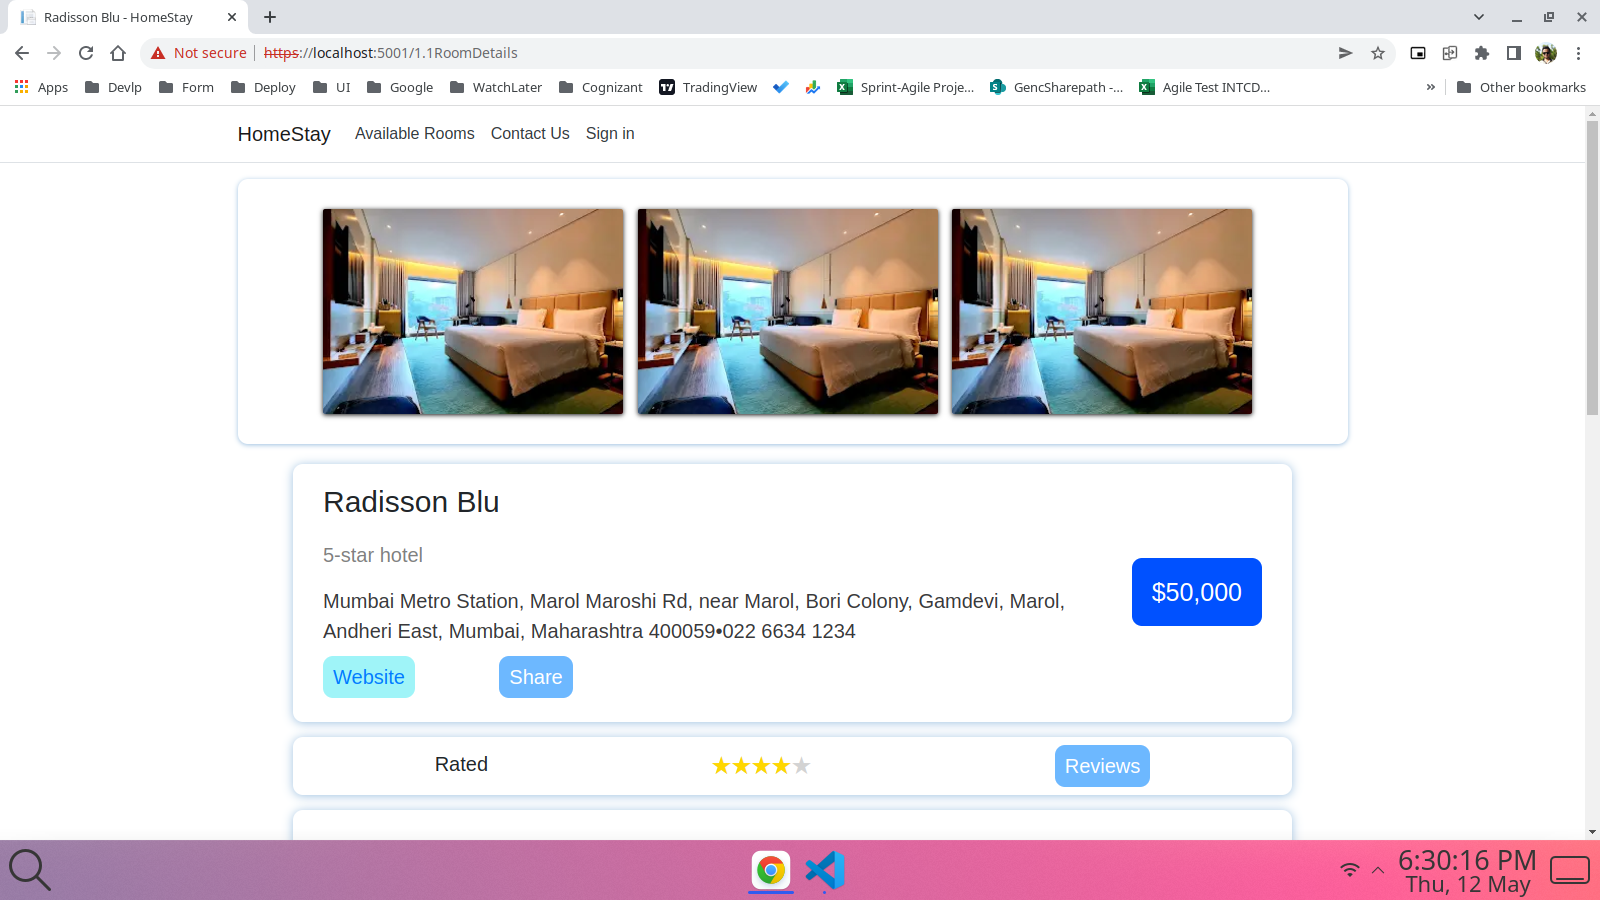 Radisson Blu - HomeStay
Not secure https://localhost:5001/1.1RoomDetails
Apps Devlp Form Deploy UI Google WatchLater Cognizant TradingView Sprint-Agile Proje... GencSharepath -... Agile Test INTCD... » Other bookmarks
HomeStay Available Rooms Contact Us Sign in
Radisson Blu
5-star hotel
$50,000
Mumbai Metro Station, Marol Maroshi Rd, near Marol, Bori Colony, Gamdevi, Marol,
Andheri East, Mumbai, Maharashtra 400059•022 6634 1234
Website Share
Rated ★★★★★ Reviews
6:30:16 PM
Thu, 12 May